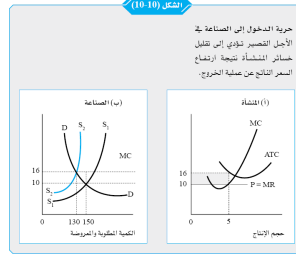 الشكل (10-10)
حرية الدخول إلى الصناعة في
الأجل القصير تؤدي إلى تقليل
خسائر المنشأة نتيجة ارتفاع
السعر الناتج عن عملية الخروج.
(ب) الصناعة
(أ) المنشأة
D S₂ S₁
MC
16
10
S₂
S₁
D
0 130 150
الكمية المطلوبة والمعروضة
MC
ATC
16
10
P = MR
0 5
حجم الإنتاج